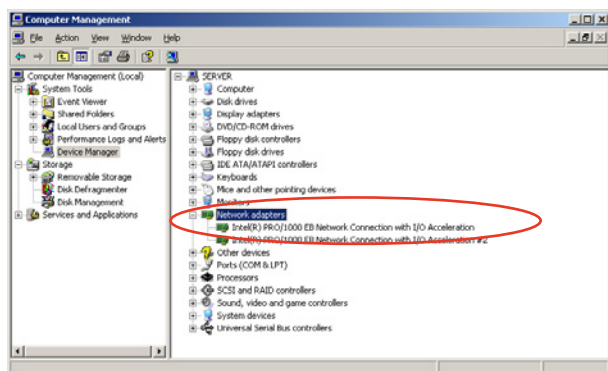 Computer Management
File Action View Window Help
Computer Management (Local)
System Tools
Event Viewer
Shared Folders
Local Users and Groups
Performance Logs and Alerts
Device Manager
Storage
Removable Storage
Disk Defragmenter
Disk Management
Services and Applications
SERVER
Computer
Disk drives
Display adapters
DVD/CD-ROM drives
Floppy disk controllers
Floppy disk drives
IDE ATA/ATAPI controllers
Keyboards
Mice and other pointing devices
Monitors
Network adapters
Intel(R) PRO/1000 EB Network Connection with I/O Acceleration
Intel(R) PRO/1000 EB Network Connection with I/O Acceleration #2
Other devices
Ports (COM & LPT)
Processors
SCSI and RAID controllers
Sound, video and game controllers
System devices
Universal Serial Bus controllers